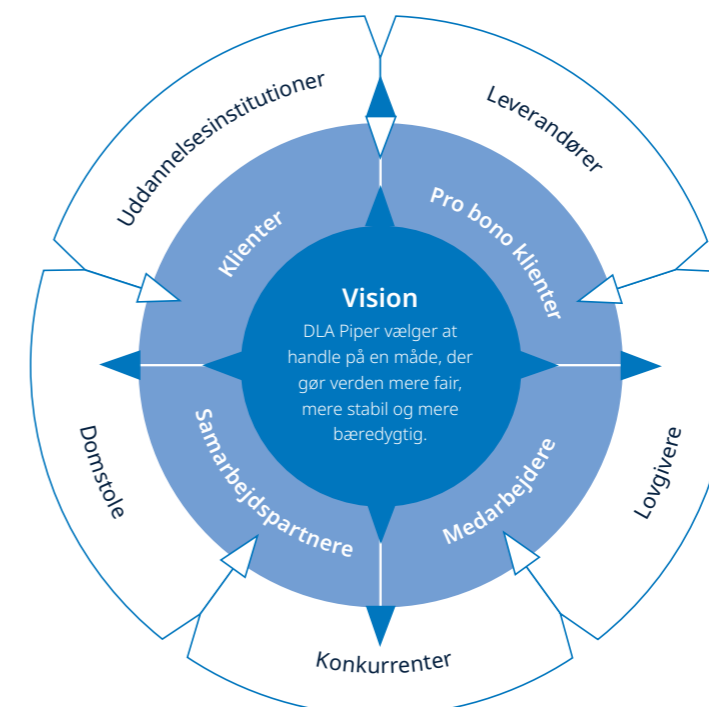 Uddannelsesinstitutioner
Leverandører
Klienter
Pro bono klienter
Vision
DLA Piper vælger at
handle på en måde, der
gør verden mere fair,
mere stabil og mere
bæredygtig.
Domstole
Samarbejdspartnere
Medarbejdere
Lovgivere
Konkurrenter